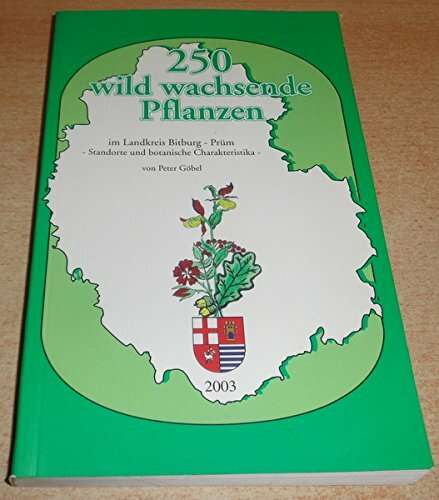 250
wild wachsende
Pflanzen
im Landkreis Bitburg - Prüm
- Standorte und botanische Charakteristika -
von Peter Göbel
2003